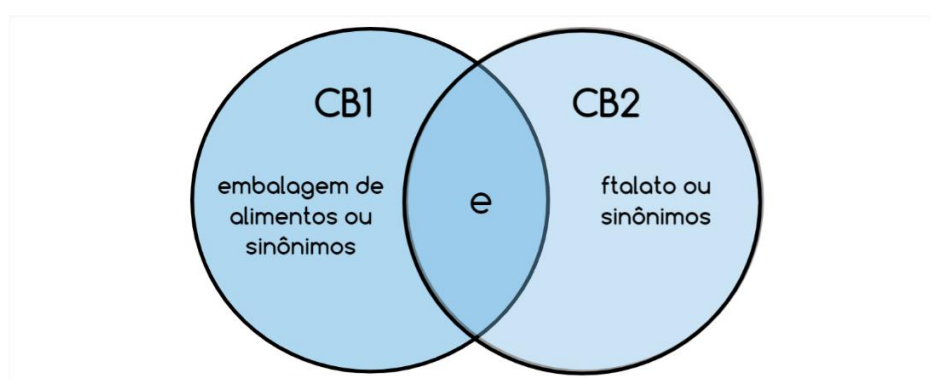 CB1
embalagem de
alimentos ou
sinônimos
e
CB2
ftalato ou
sinônimos